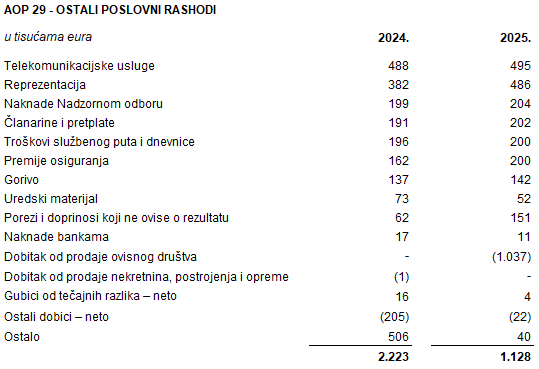 AOP 29 - OSTALI POSLOVNI RASHODI
u tisućama eura 2024. 2025.
Telekomunikacijske usluge 488 495
Reprezentacija 382 486
Naknade Nadzornom odboru 199 204
Članarine i pretplate 191 202
Troškovi službenog puta i dnevnice 196 200
Premije osiguranja 162 200
Gorivo 137 142
Uredski materijal 73 52
Porezi i doprinosi koji ne ovise o rezultatu 62 151
Naknade bankama 17 11
Dobitak od prodaje ovisnog društva - (1.037)
Dobitak od prodaje nekretnina, postrojenja i opreme (1) -
Gubici od tečajnih razlika – neto 16 4
Ostali dobici – neto (205) (22)
Ostalo 506 40
2.223 1.128